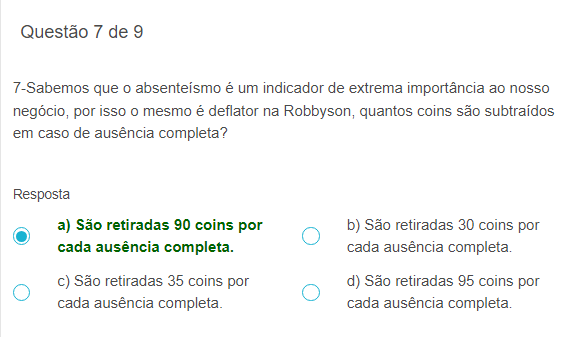 Questão 7 de 9
7-Sabemos que o absenteísmo é um indicador de extrema importância ao nosso
negócio, por isso o mesmo é deflator na Robbyson, quantos coins são subtraídos
em caso de ausência completa?
Resposta
a) São retiradas 90 coins por
cada ausência completa.
b) São retiradas 30 coins por
cada ausência completa.
c) São retiradas 35 coins por
cada ausência completa.
d) São retiradas 95 coins por
cada ausência completa.